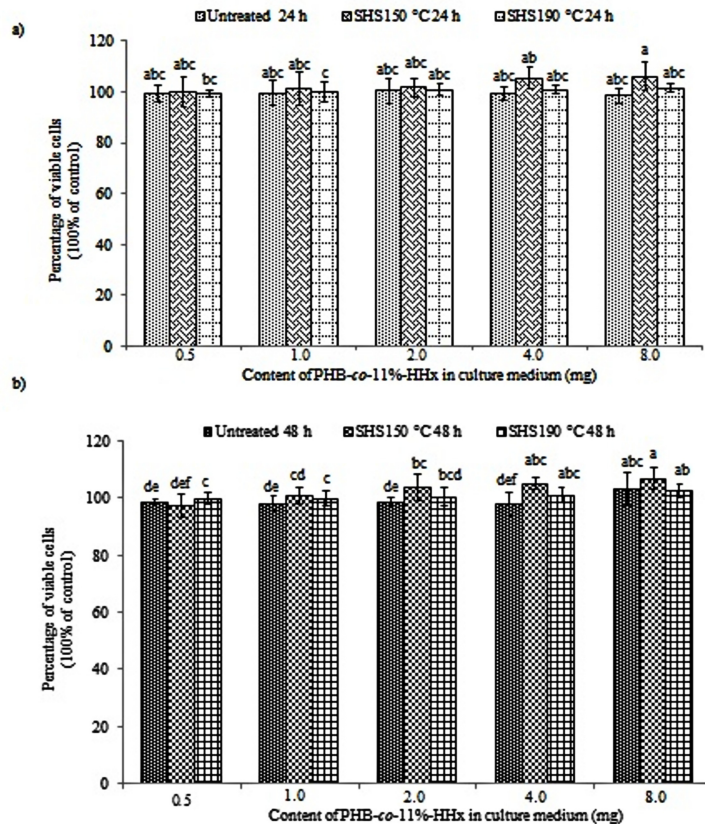 a)
Untreated 24 h SHS150 °C24 h SHS190 °C24 h
120
100
80
60
40
20
0
Percentage of viable cells
(100% of control)
abc abc bc abc abc c abc abc abc abc ab abc abc a abc
0.5 1.0 2.0 4.0 8.0
Content of PHB-co-11%-HHx in culture medium (mg)
b)
Untreated 48 h SHS150 °C48 h SHS190 °C48 h
120
100
80
60
40
20
0
Percentage of viable cells
(100% of control)
de def c de cd c de bc bcd def abc abc abc a ab
0.5 1.0 2.0 4.0 8.0
Content of PHB-co-11%-HHx in culture medium (mg)